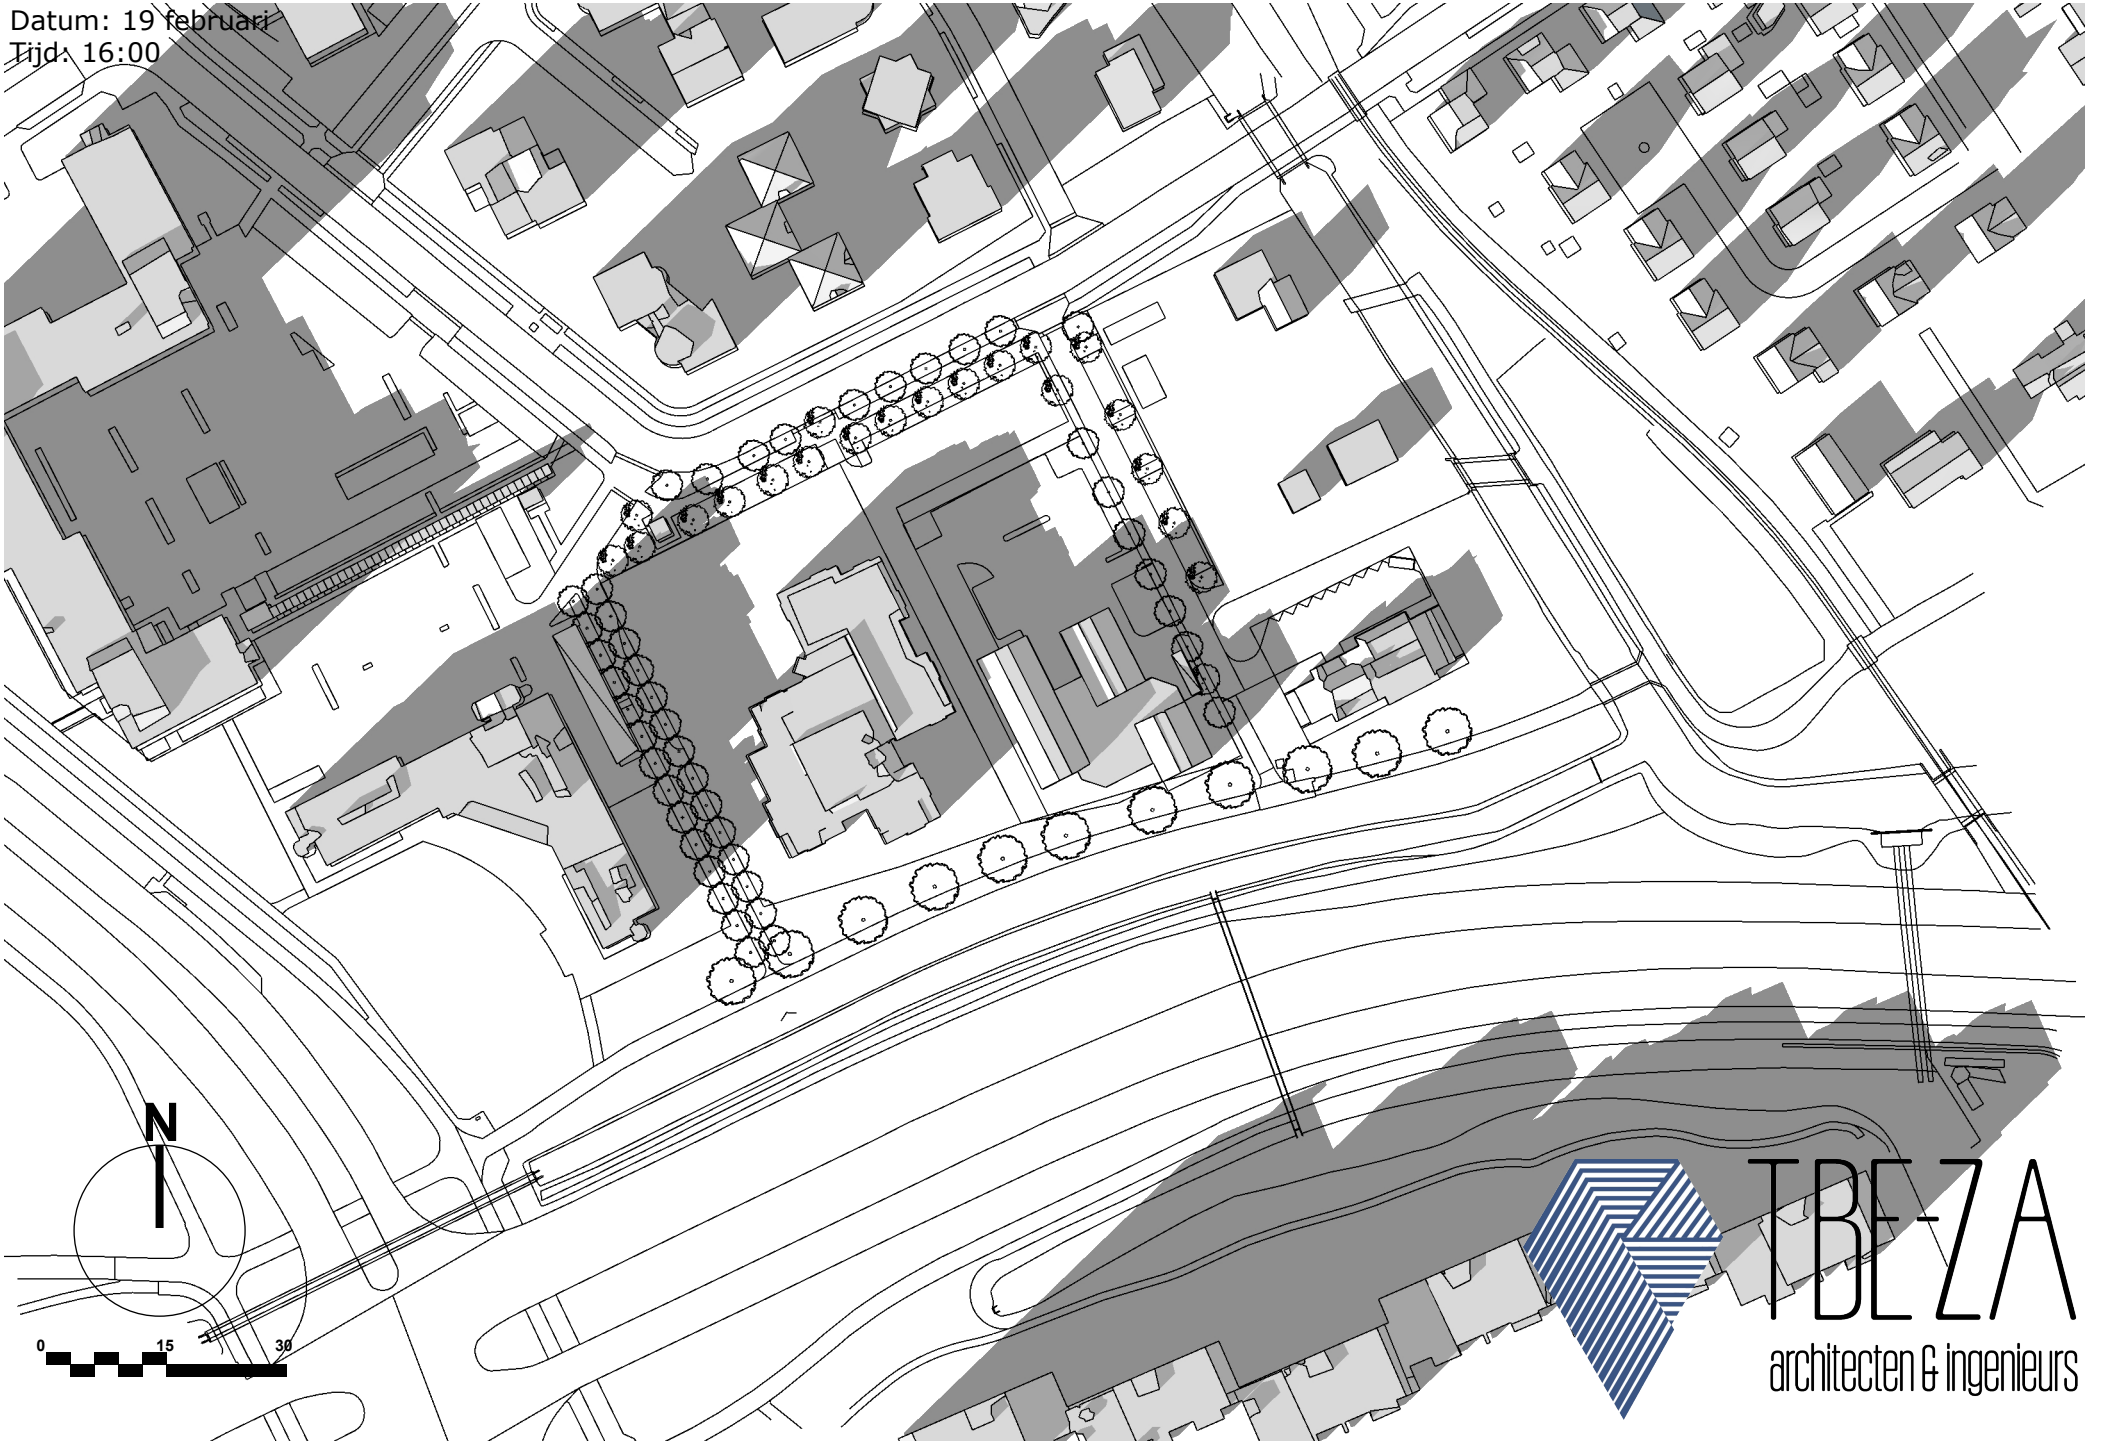 Datum: 19 februari
Tijd: 16:00
N
0 15 30
TBE-ZA
architecten & ingenieurs